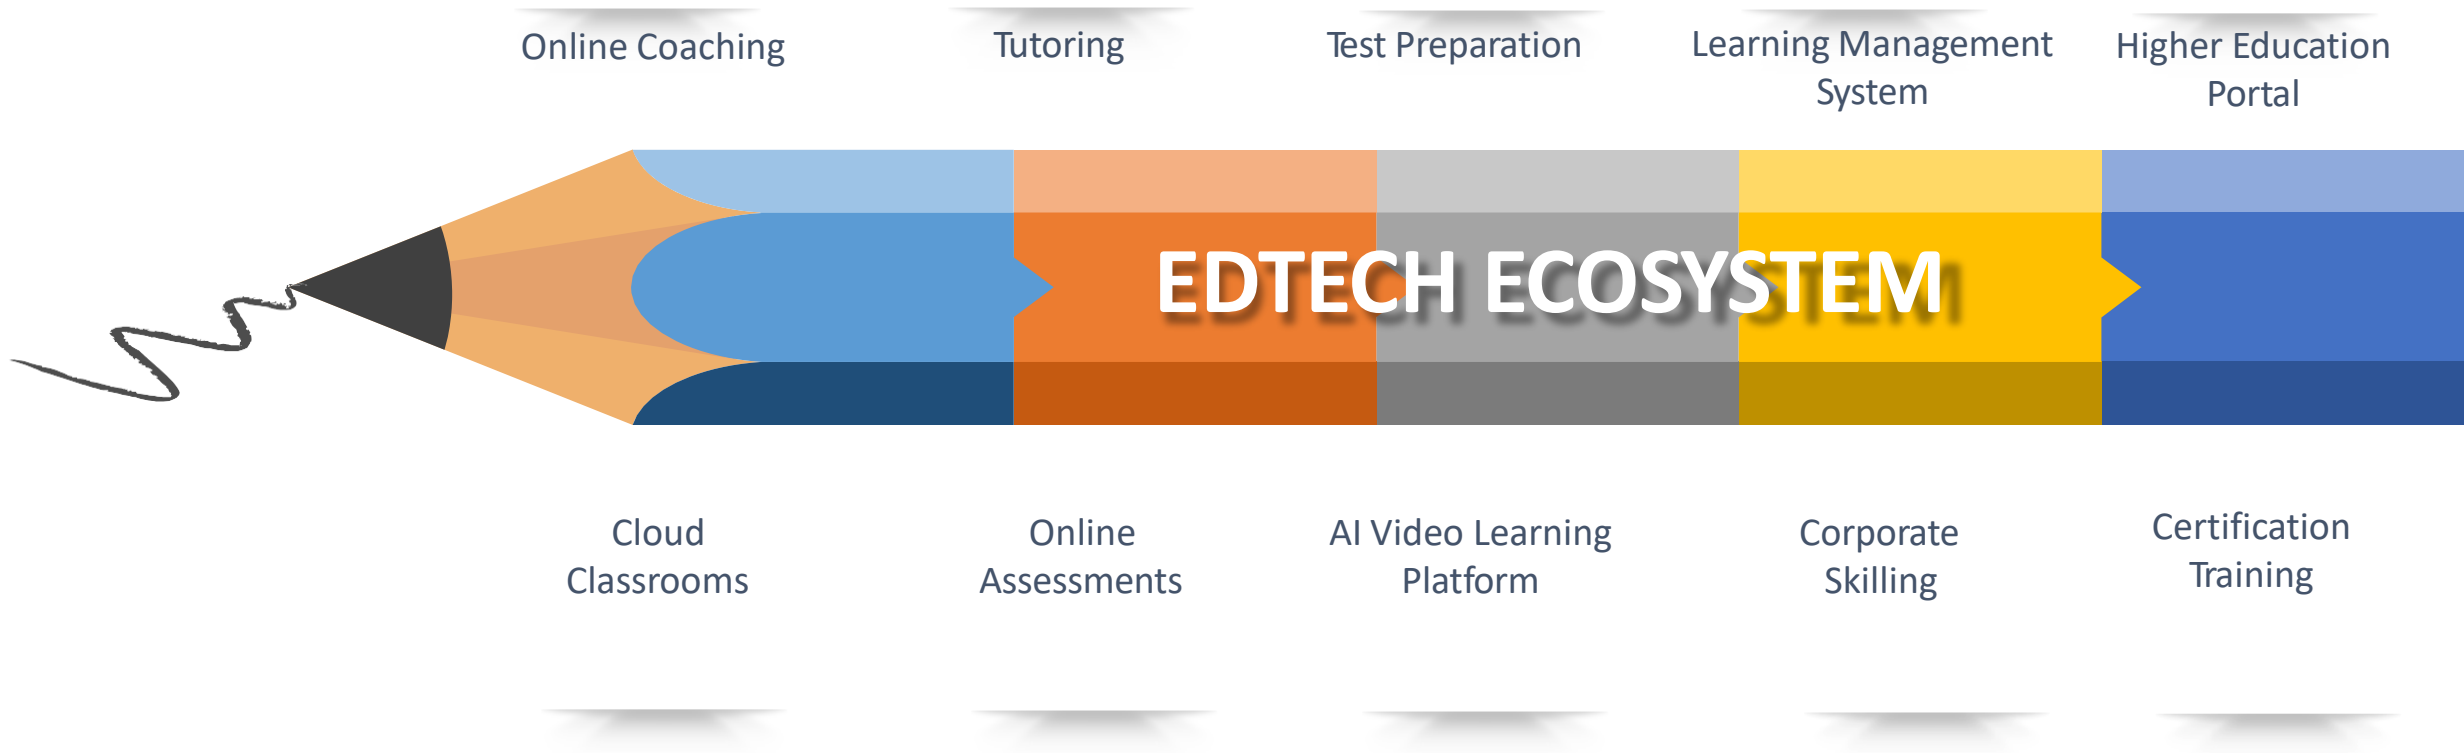 Online Coaching
Tutoring
Test Preparation
Learning Management
System
Higher Education
Portal
EDTECH ECOSYSTEM
Cloud
Classrooms
Online
Assessments
AI Video Learning
Platform
Corporate
Skilling
Certification
Training